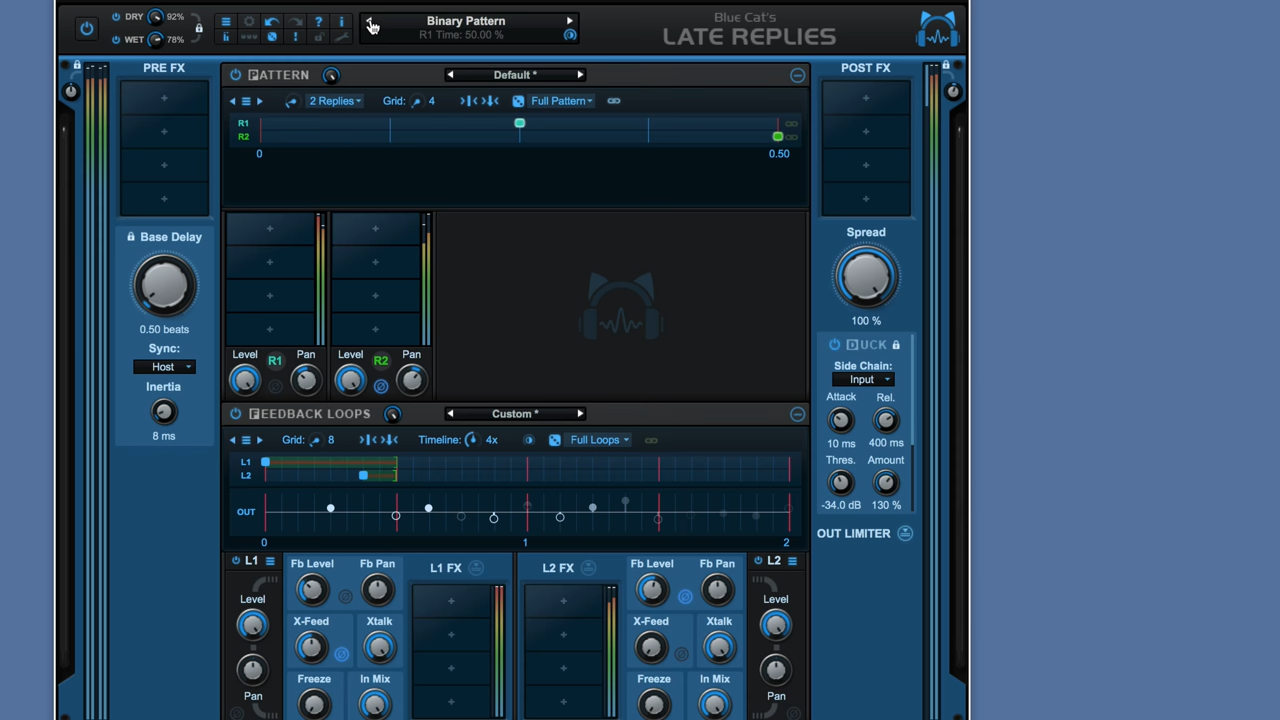 DRY 92%
WET 78%
Binary Pattern
R1 Time: 50.00 %
Blue Cat's
LATE REPLIES
PRE FX
PATTERN
Default *
POST FX
2 Replies
Grid: 4
Full Pattern
R1
R2
0
0.50
Base Delay
0.50 beats
Sync:
Host
Inertia
8 ms
Level
R1
Pan
Level
R2
Pan
Spread
100 %
DUCK
Side Chain:
Input
Attack
Rel.
10 ms
400 ms
Thres.
Amount
-34.0 dB
130 %
OUT LIMITER
FEEDBACK LOOPS
Custom *
Grid: 8
Timeline: 4x
Full Loops
L1
L2
OUT
0
1
2
L1
Fb Level
Fb Pan
L1 FX
L2 FX
Fb Level
Fb Pan
L2
Level
X-Feed
Xtalk
X-Feed
Xtalk
Level
Pan
Freeze
In Mix
Freeze
In Mix
Pan